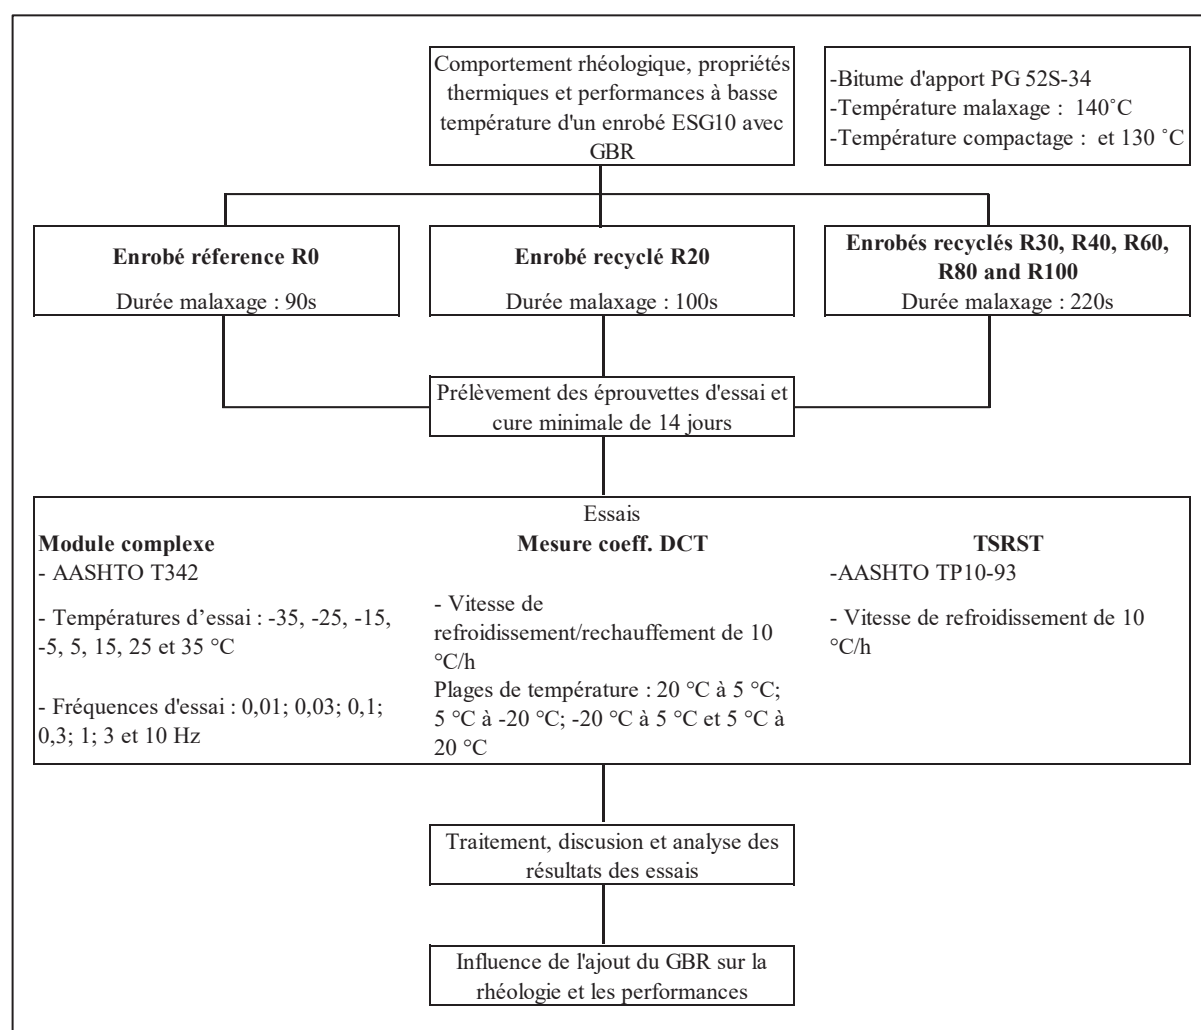 Comportement rhéologique, propriétés
thermiques et performances à basse
température d'un enrobé ESG10 avec
GBR
-Bitume d'apport PG 52S-34
-Température malaxage : 140˚C
-Température compactage : et 130 ˚C
Enrobé réference R0
Durée malaxage : 90s
Enrobé recyclé R20
Durée malaxage : 100s
Enrobés recyclés R30, R40, R60,
R80 and R100
Durée malaxage : 220s
Prélèvement des éprouvettes d'essai et
cure minimale de 14 jours
Essais
Module complexe
- AASHTO T342
- Températures d’essai : -35, -25, -15,
-5, 5, 15, 25 et 35 °C
- Fréquences d'essai : 0,01; 0,03; 0,1;
0,3; 1; 3 et 10 Hz
Mesure coeff. DCT
- Vitesse de
refroidissement/rechauffement de 10
°C/h
Plages de température : 20 °C à 5 °C;
5 °C à -20 °C; -20 °C à 5 °C et 5 °C à
20 °C
TSRST
-AASHTO TP10-93
- Vitesse de refroidissement de 10
°C/h
Traitement, discusion et analyse des
résultats des essais
Influence de l'ajout du GBR sur la
rhéologie et les performances